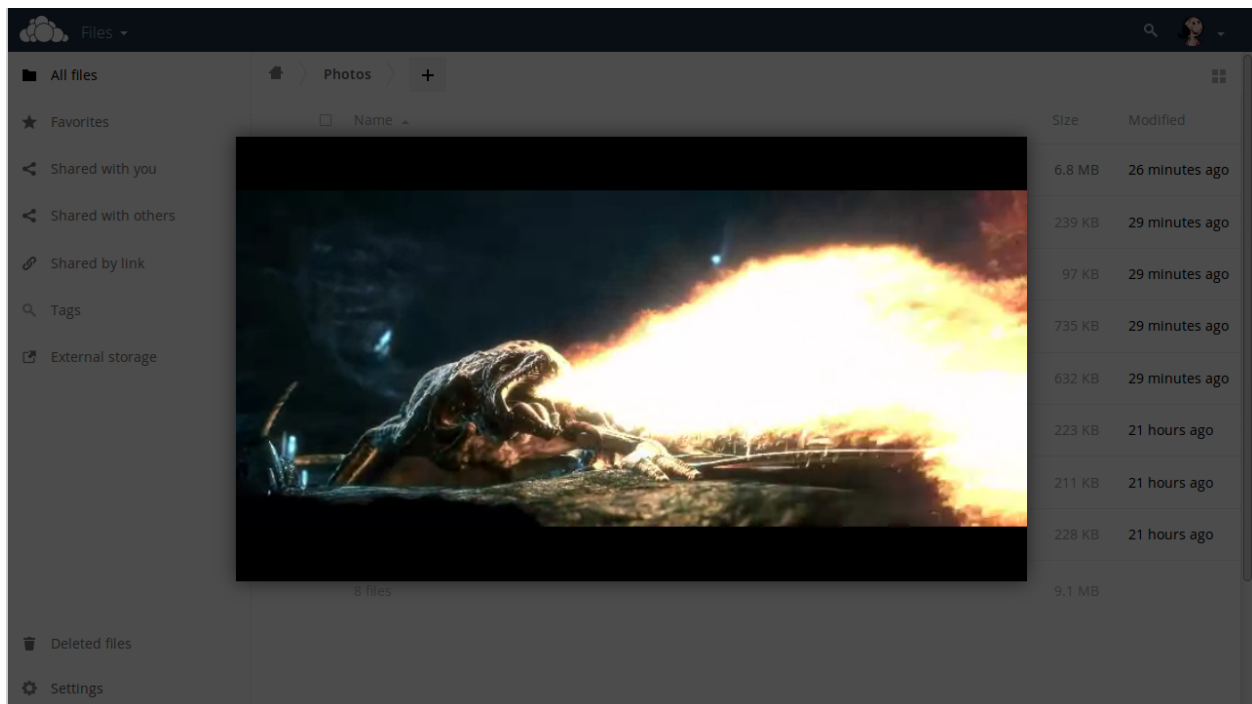 Files
All files
Photos
+
Favorites
Name
Size
Modified
Shared with you
6.8 MB
26 minutes ago
Shared with others
239 KB
29 minutes ago
Shared by link
97 KB
29 minutes ago
Tags
735 KB
29 minutes ago
External storage
632 KB
29 minutes ago
223 KB
21 hours ago
211 KB
21 hours ago
228 KB
21 hours ago
8 files
9.1 MB
Deleted files
Settings